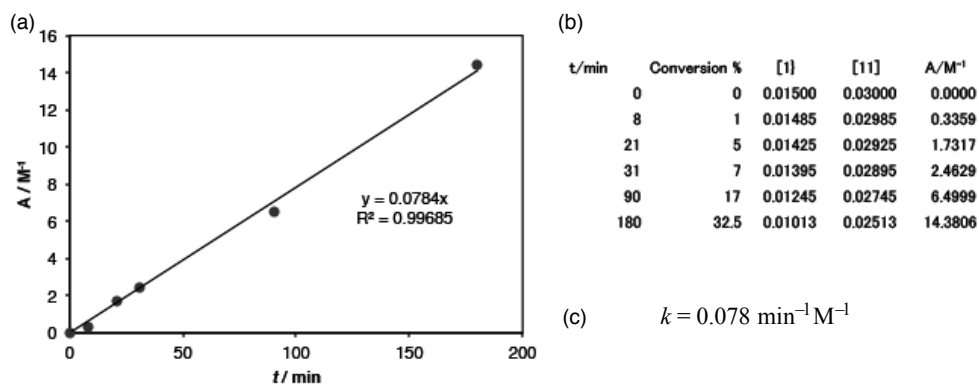 (a)
16
14
12
10
8
6
4
2
0
A / M⁻¹
y = 0.0784x
R² = 0.99685
0 50 100 150 200
t / min
(b)
t/min Conversion % [1} [11] A/M⁻¹
0 0 0.01500 0.03000 0.0000
8 1 0.01485 0.02985 0.3359
21 5 0.01425 0.02925 1.7317
31 7 0.01395 0.02895 2.4629
90 17 0.01245 0.02745 6.4999
180 32.5 0.01013 0.02513 14.3806
(c) k = 0.078 min⁻¹M⁻¹